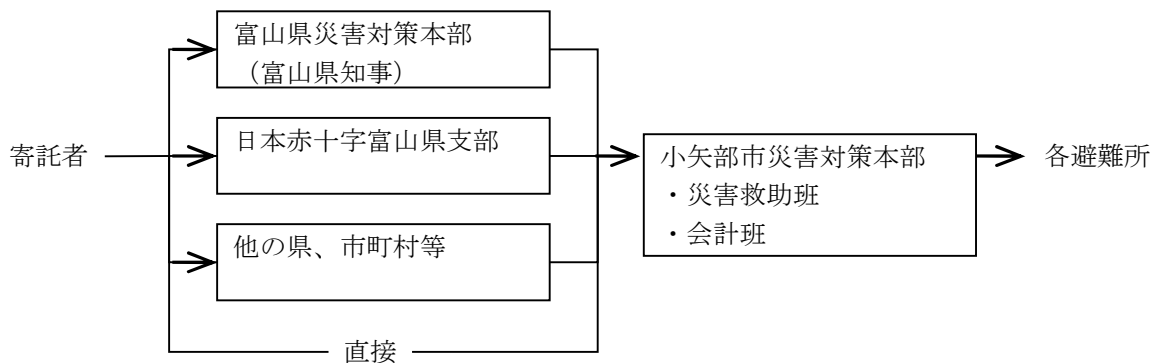 富山県災害対策本部
（富山県知事）
寄託者
日本赤十字富山県支部
他の県、市町村等
直接
小矢部市災害対策本部
・災害救助班
・会計班
各避難所